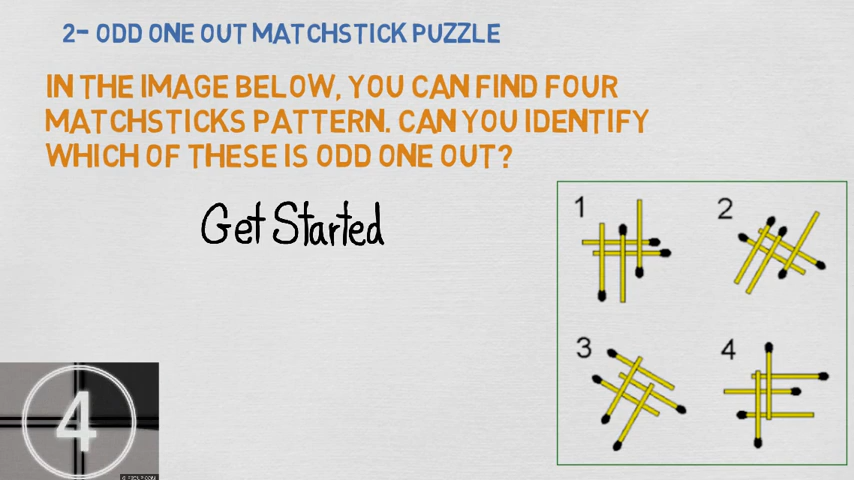 2- ODD ONE OUT MATCHSTICK PUZZLE
IN THE IMAGE BELOW, YOU CAN FIND FOUR
MATCHSTICKS PATTERN. CAN YOU IDENTIFY
WHICH OF THESE IS ODD ONE OUT?
Get Started
1
2
3
4
4